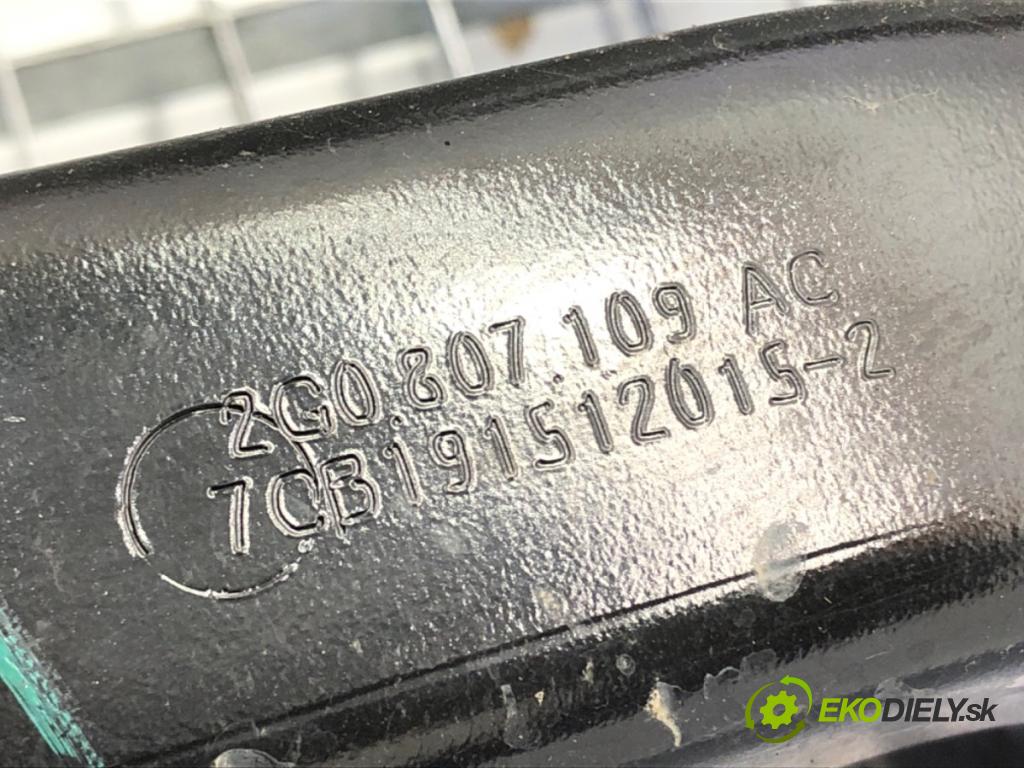 2G0.807.109 AC
7CB191512015-2
EKODIELY.sk